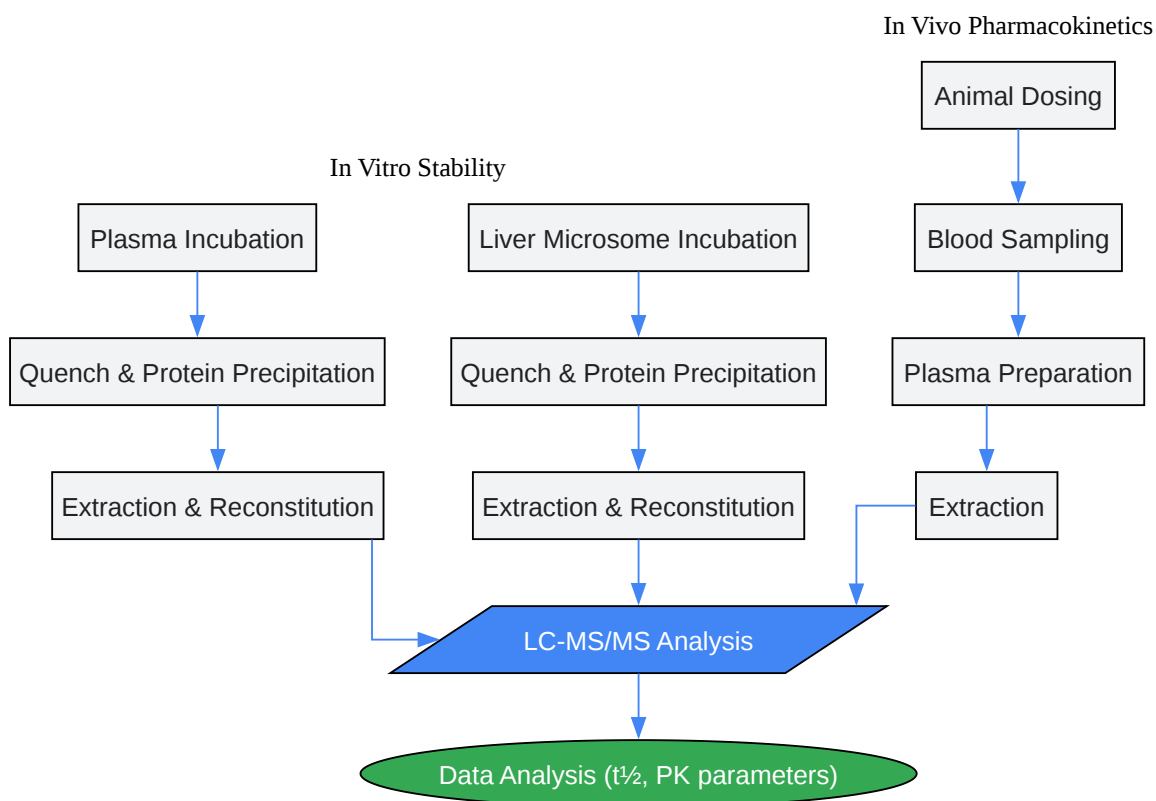 In Vivo Pharmacokinetics
Animal Dosing
In Vitro Stability
Plasma Incubation
Liver Microsome Incubation
Blood Sampling
Quench & Protein Precipitation
Quench & Protein Precipitation
Plasma Preparation
Extraction & Reconstitution
Extraction & Reconstitution
Extraction
LC-MS/MS Analysis
Data Analysis (t½, PK parameters)